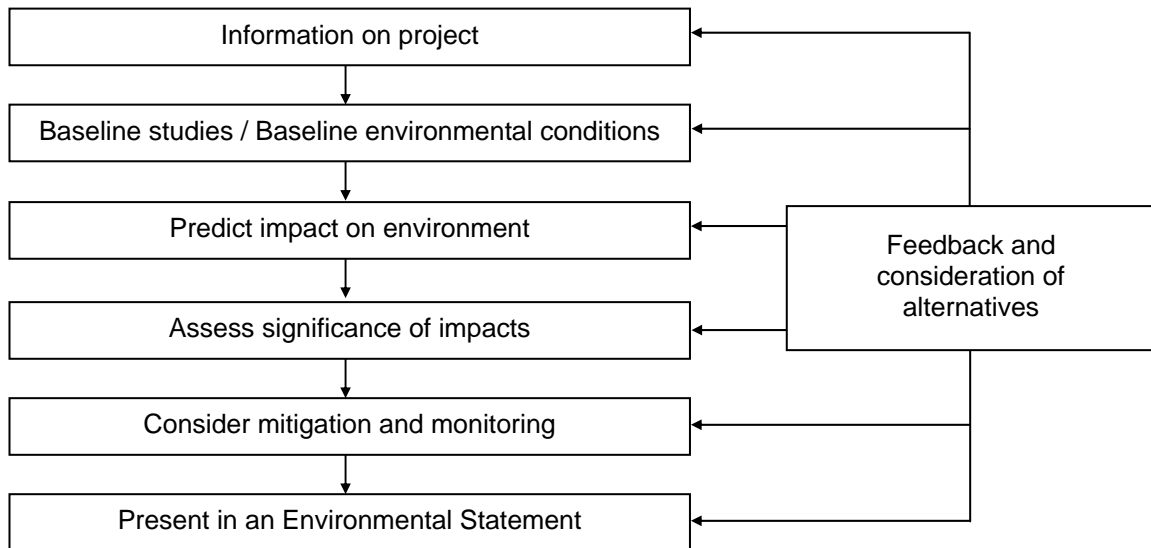 Information on project
Baseline studies / Baseline environmental conditions
Predict impact on environment
Feedback and
consideration of
alternatives
Assess significance of impacts
Consider mitigation and monitoring
Present in an Environmental Statement